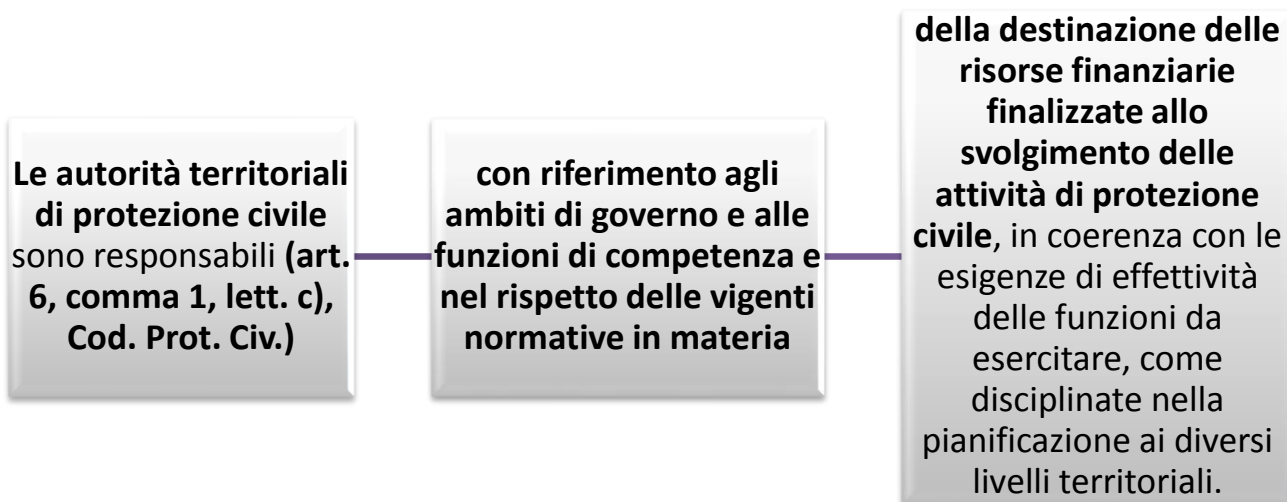 Le autorità territoriali
di protezione civile
sono responsabili (art.
6, comma 1, lett. c),
Cod. Prot. Civ.)
con riferimento agli
ambiti di governo e alle
funzioni di competenza e
nel rispetto delle vigenti
normative in materia
della destinazione delle
risorse finanziarie
finalizzate allo
svolgimento delle
attività di protezione
civile, in coerenza con le
esigenze di effettività
delle funzioni da
esercitare, come
disciplinate nella
pianificazione ai diversi
livelli territoriali.